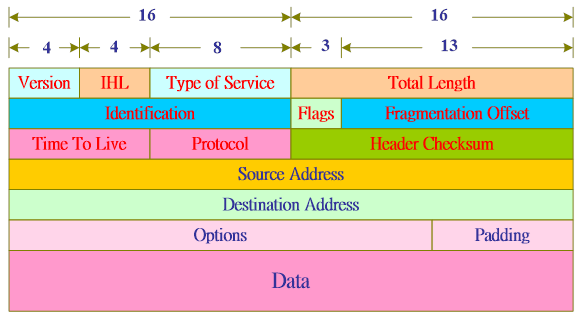 16 16
4 4 8 3 13
Version IHL Type of Service Total Length
Identification Flags Fragmentation Offset
Time To Live Protocol Header Checksum
Source Address
Destination Address
Options Padding
Data